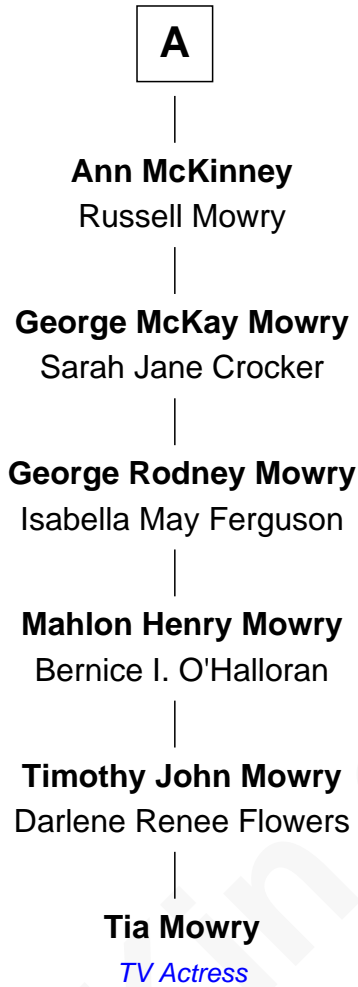 A
Ann McKinney
Russell Mowry
George McKay Mowry
Sarah Jane Crocker
George Rodney Mowry
Isabella May Ferguson
Mahlon Henry Mowry
Bernice I. O'Halloran
Timothy John Mowry
Darlene Renee Flowers
Tia Mowry
TV Actress